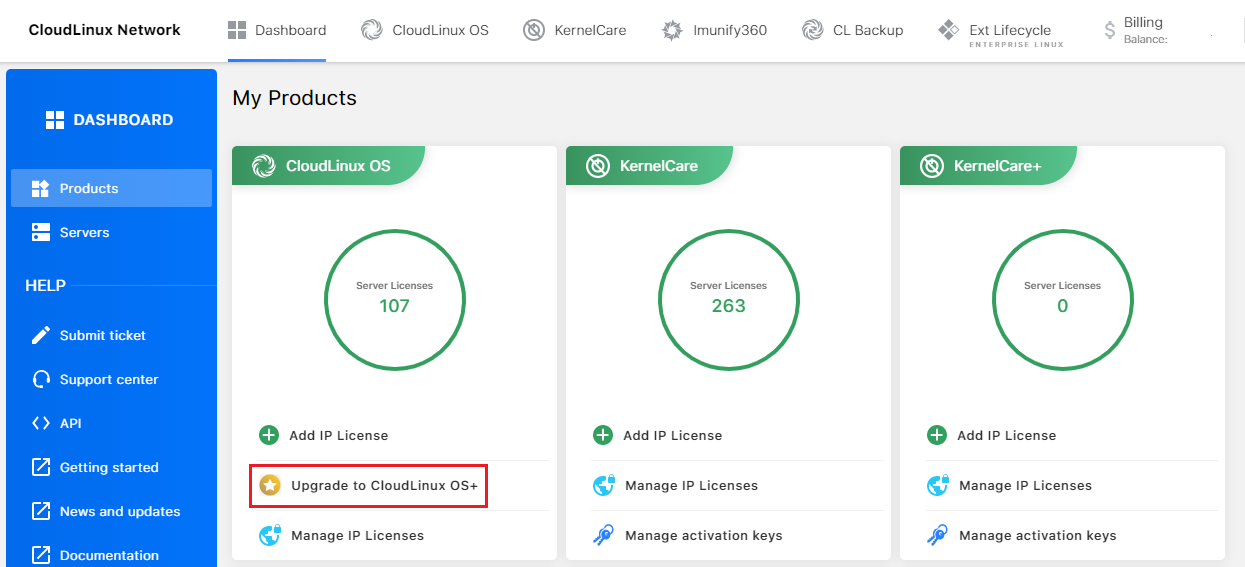 CloudLinux Network
Dashboard
CloudLinux OS
KernelCare
Imunify360
CL Backup
Ext Lifecycle
ENTERPRISE LINUX
$ Billing
Balance:
DASHBOARD
Products
Servers
HELP
Submit ticket
Support center
API
Getting started
News and updates
Documentation
My Products
CloudLinux OS
Server Licenses
107
Add IP License
Upgrade to CloudLinux OS+
Manage IP Licenses
KernelCare
Server Licenses
263
Add IP License
Manage IP Licenses
Manage activation keys
KernelCare+
Server Licenses
0
Add IP License
Manage IP Licenses
Manage activation keys